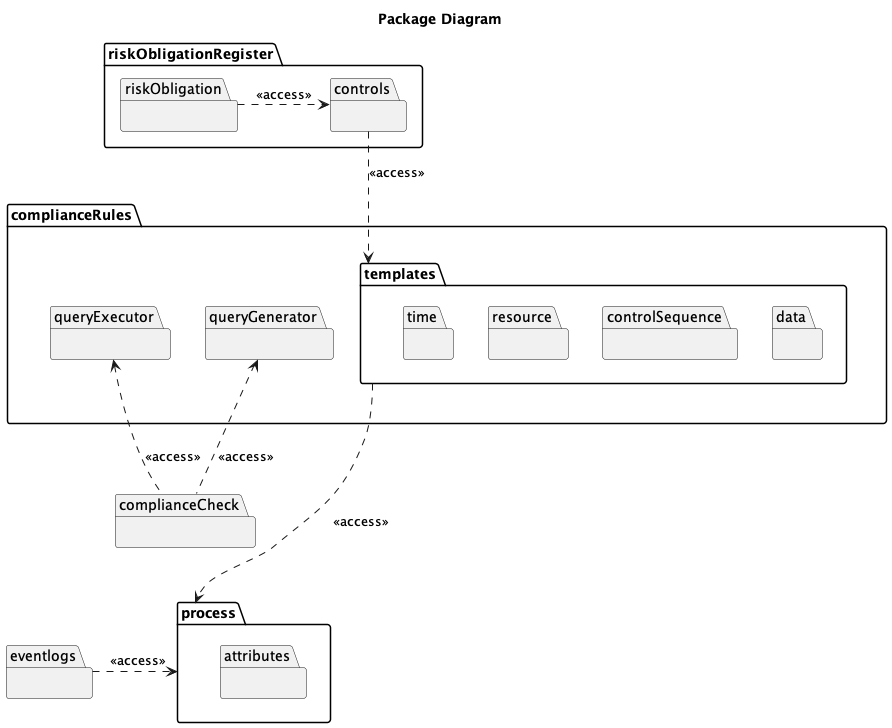 Package Diagram
riskObligationRegister
riskObligation
«access»
controls
«access»
complianceRules
templates
queryExecutor
queryGenerator
time
resource
controlSequence
data
«access»
«access»
complianceCheck
«access»
process
eventlogs
«access»
attributes